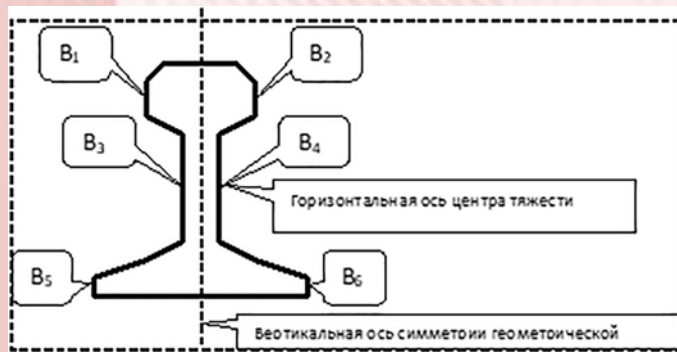 B₁
B₂
B₃
B₄
Горизонтальная ось центра тяжести
B₅
B₆
Веотикальная ось симметоии геометоической